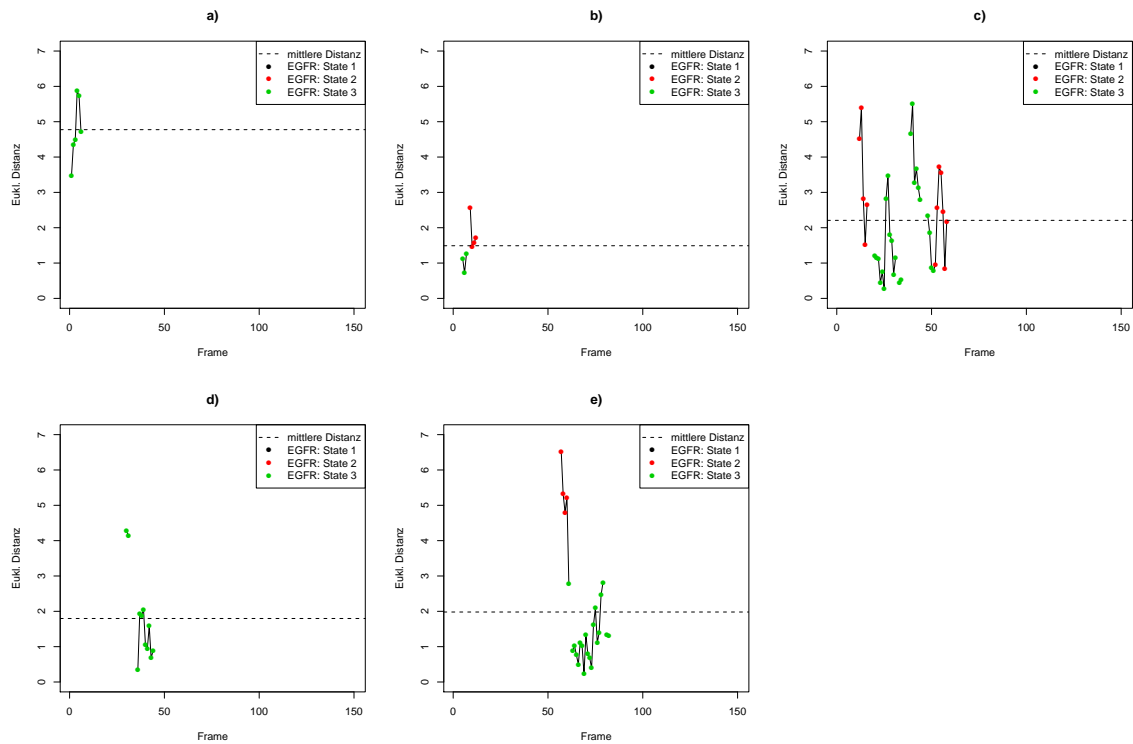 a)
mittlere Distanz
EGFR: State 1
EGFR: State 2
EGFR: State 3
Eukl. Distanz
7
6
5
4
3
2
1
0
0 50 100 150
Frame
b)
mittlere Distanz
EGFR: State 1
EGFR: State 2
EGFR: State 3
Eukl. Distanz
7
6
5
4
3
2
1
0
0 50 100 150
Frame
c)
mittlere Distanz
EGFR: State 1
EGFR: State 2
EGFR: State 3
Eukl. Distanz
7
6
5
4
3
2
1
0
0 50 100 150
Frame
d)
mittlere Distanz
EGFR: State 1
EGFR: State 2
EGFR: State 3
Eukl. Distanz
7
6
5
4
3
2
1
0
0 50 100 150
Frame
e)
mittlere Distanz
EGFR: State 1
EGFR: State 2
EGFR: State 3
Eukl. Distanz
7
6
5
4
3
2
1
0
0 50 100 150
Frame